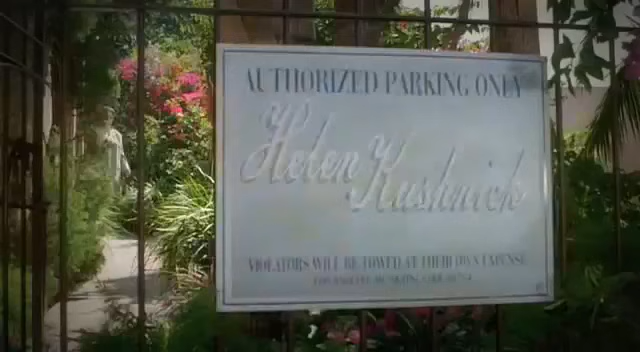 AUTHORIZED PARKING ONLY
Helen Kushnick
VIOLATORS WILL BE TOWED AT THEIR OWN EXPENSE